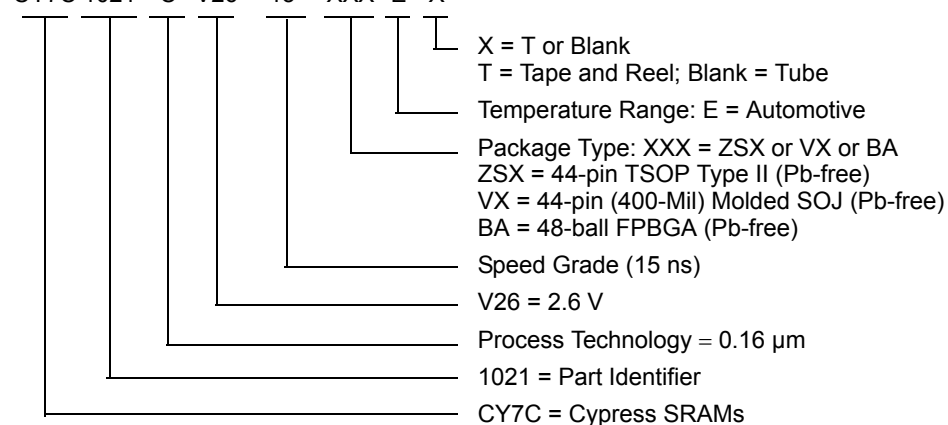 X = T or Blank
T = Tape and Reel; Blank = Tube
Temperature Range: E = Automotive
Package Type: XXX = ZSX or VX or BA
ZSX = 44-pin TSOP Type II (Pb-free)
VX = 44-pin (400-Mil) Molded SOJ (Pb-free)
BA = 48-ball FPBGA (Pb-free)
Speed Grade (15 ns)
V26 = 2.6 V
Process Technology = 0.16 µm
1021 = Part Identifier
CY7C = Cypress SRAMs